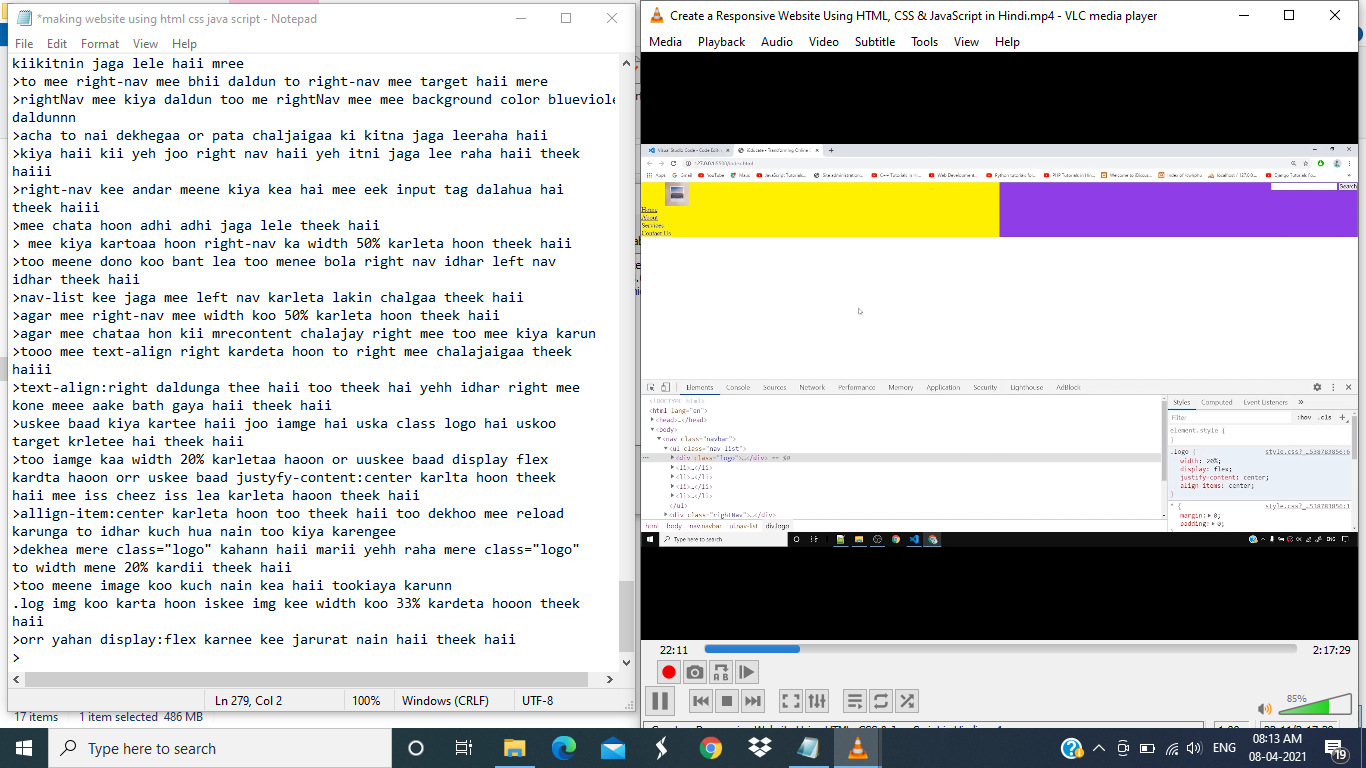 *making website using html css java script - Notepad
File Edit Format View Help
kiikitnin jaga lele haii mree
>to mee right-nav mee bhii daldun to right-nav mee target haii mere
>rightNav mee kiya daldun too me rightNav mee mee background color blueviole
daldunnn
>acha to nai dekhegaa or pata chaljaigaa ki kitna jaga leeraha haii
>kiya haii kii yeh joo right nav haii yeh itni jaga lee raha haii theek
haiii
>right-nav kee andar meene kiya kea hai mee eek input tag dalahua hai
theek haiii
>mee chata hoon adhi adhi jaga lele theek haii
> mee kiya kartoaa hoon right-nav ka width 50% karleta hoon theek haii
>too meene dono koo bant lea too menee bola right nav idhar left nav
idhar theek haii
>nav-list kee jaga mee left nav karleta lakin chalgaa theek haii
>agar mee right-nav mee width koo 50% karleta hoon theek haii
>agar mee chataa hon kii mrecontent chalajay right mee too mee kiya karun
>tooo mee text-align right kardeta hoon to right mee chalajaigaa theek
haiii
>text-align:right daldunga thee haii too theek hai yehh idhar right mee
kone meee aake bath gaya haii theek haii
>uskee baad kiya kartee haii joo iamge hai uska class logo hai uskoo
target krletee hai theek haii
>too iamge kaa width 20% karletaa haoon or uuskee baad display flex
kardta haoon orr uskee baad justyfy-content:center karlta hoon theek
haii mee iss cheez iss lea karleta haoon theek haii
>allign-item:center karleta hoon too theek haii too dekhoo mee reload
karunga to idhar kuch hua nain too kiya karengee
>dekhea mere class="logo" kahann haii marii yehh raha mere class="logo"
to width mene 20% kardii theek haii
>too meene image koo kuch nain kea haii tookiaya karunn
.log img koo karta hoon iskee img kee width koo 33% kardeta hooon theek
haii
>orr yahan display:flex karnee kee jarurat nain haii theek haii
>
Ln 279, Col 2 100% Windows (CRLF) UTF-8
17 items 1 item selected 486 MB
Create a Responsive Website Using HTML, CSS & JavaScript in Hindi.mp4 - VLC media player
Media Playback Audio Video Subtitle Tools View Help
127.0.0.1:5500/index.html
Home
About
Services
Contact Us
Search
Elements Console Sources Network Performance Memory Application Security Lighthouse AdBlock
<!DOCTYPE html>
<html lang="en">
<head>…</head>
<body>
<nav class="navbar">
<ul class="nav-list">
<div class="logo">…</div> == $0
<li>…</li>
<li>…</li>
<li>…</li>
<li>…</li>
</ul>
<div class="rightNav">…</div>
html body nav.navbar ul.nav-list div.logo
Styles Computed Event Listeners »
Filter :hov .cls +
element.style {
}
.logo {
width: 20%;
display: flex;
justify-content: center;
align-items: center;
}
* {
margin: 0;
padding: 0;
Type here to search
22:11 2:17:29
85%
Type here to search
ENG 08:13 AM
08-04-2021
19